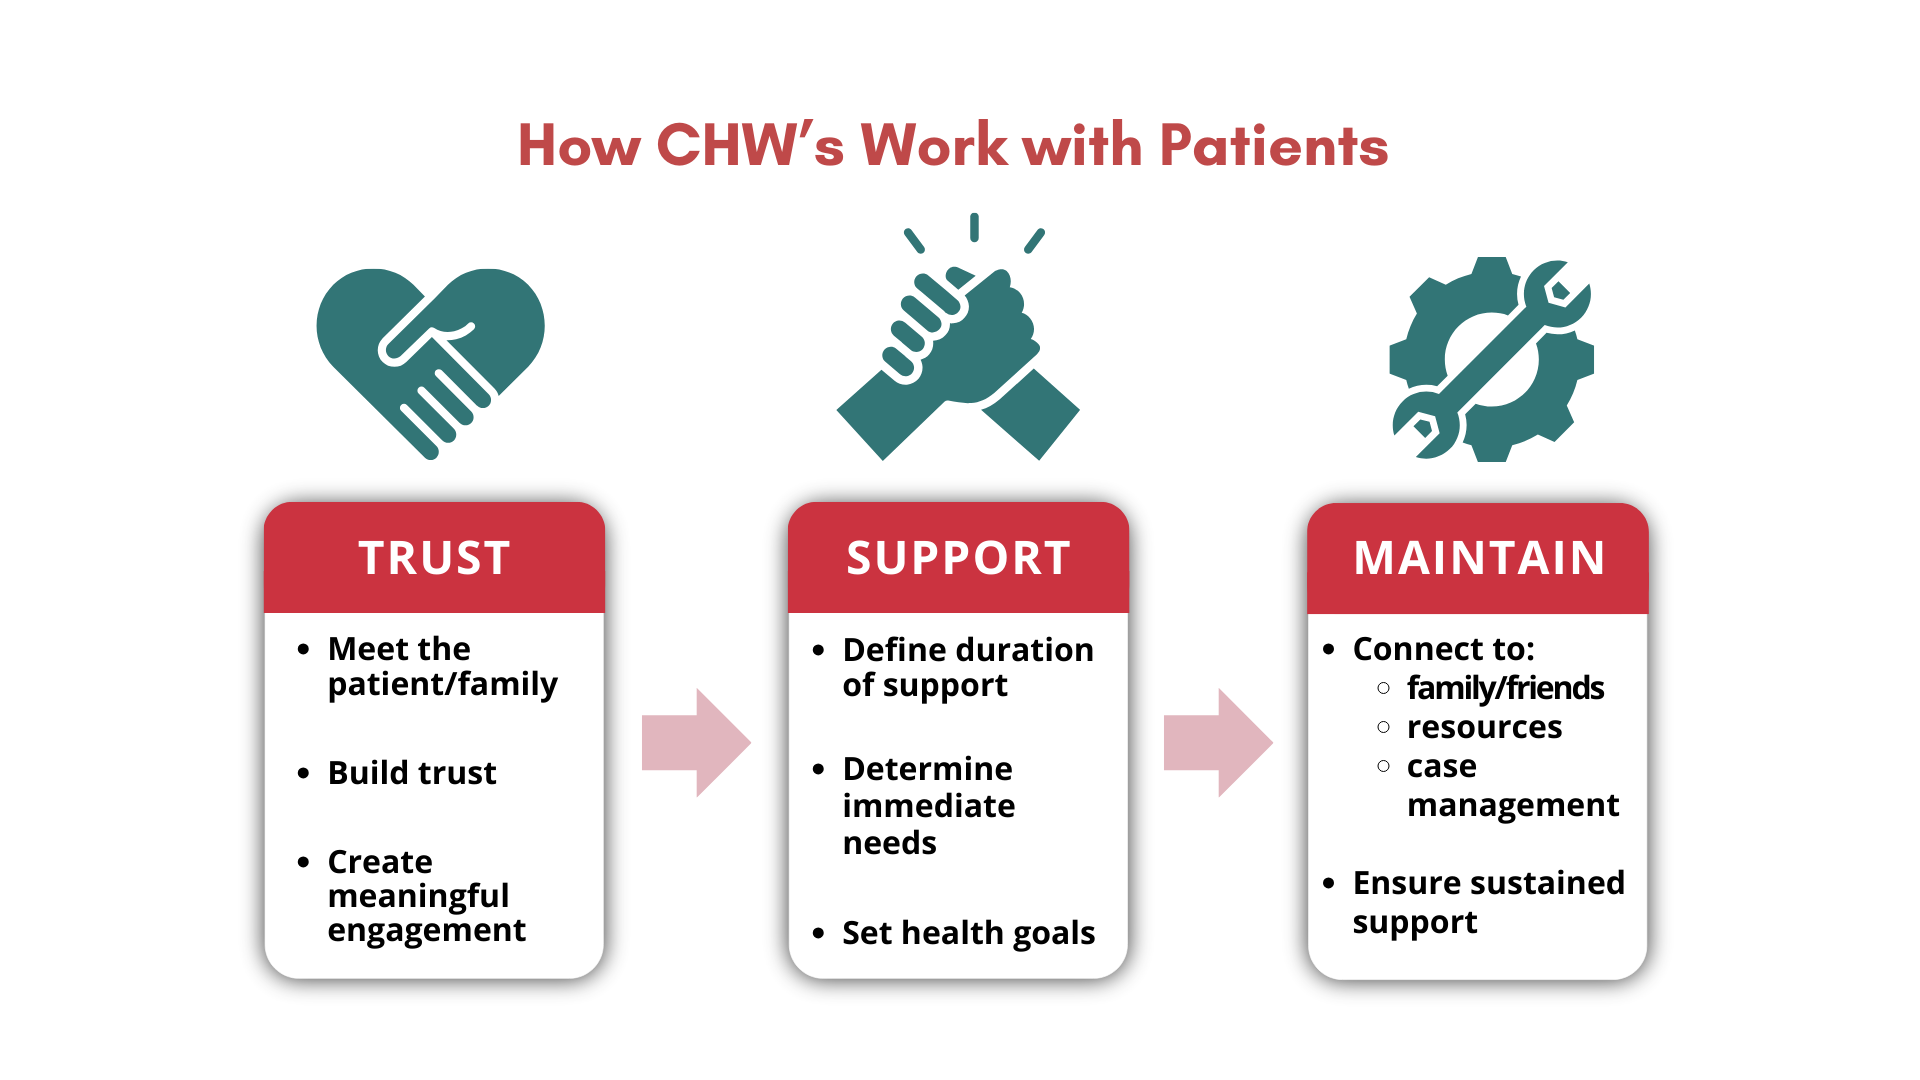 How CHW’s Work with Patients
TRUST
• Meet the
patient/family
• Build trust
• Create
meaningful
engagement
SUPPORT
• Define duration
of support
• Determine
immediate
needs
• Set health goals
MAINTAIN
• Connect to:
○ family/friends
○ resources
○ case
management
• Ensure sustained
support